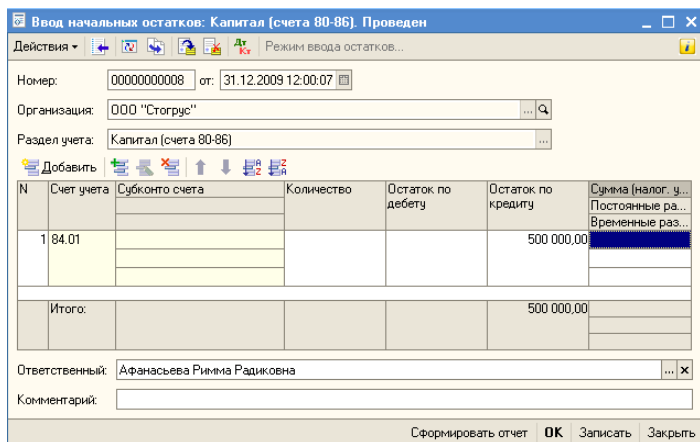 Ввод начальных остатков: Капитал (счета 80-86). Проведен
Действия Дт Кт Режим ввода остатков...
Номер: 00000000008 от: 31.12.2009 12:00:07
Организация: ООО "Стогрус"
Раздел учета: Капитал (счета 80-86)
Добавить
N Счет учета Субконто счета Количество Остаток по дебету Остаток по кредиту Сумма (налог. у...
Постоянные ра...
Временные раз...
1 84.01 500 000,00
Итого: 500 000,00
Ответственный: Афанасьева Римма Радиковна
Комментарий:
Сформировать отчет OK Записать Закрыть